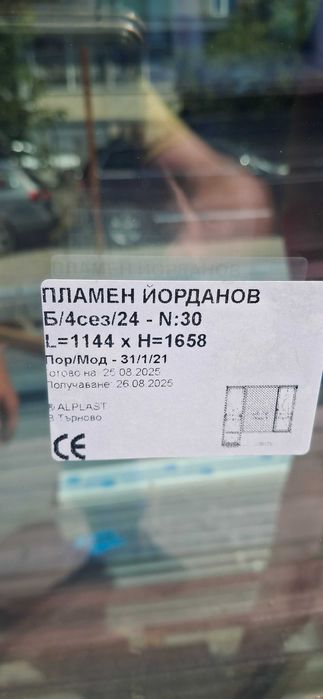 ПЛАМЕН ЙОРДАНОВ
Б/4сез/24 - N:30
L=1144 x H=1658
Пор/Мод - 31/1/21
Готово на: 25.08.2025
Получаване: 26.08.2025
ALPLAST
В.Търново
CE